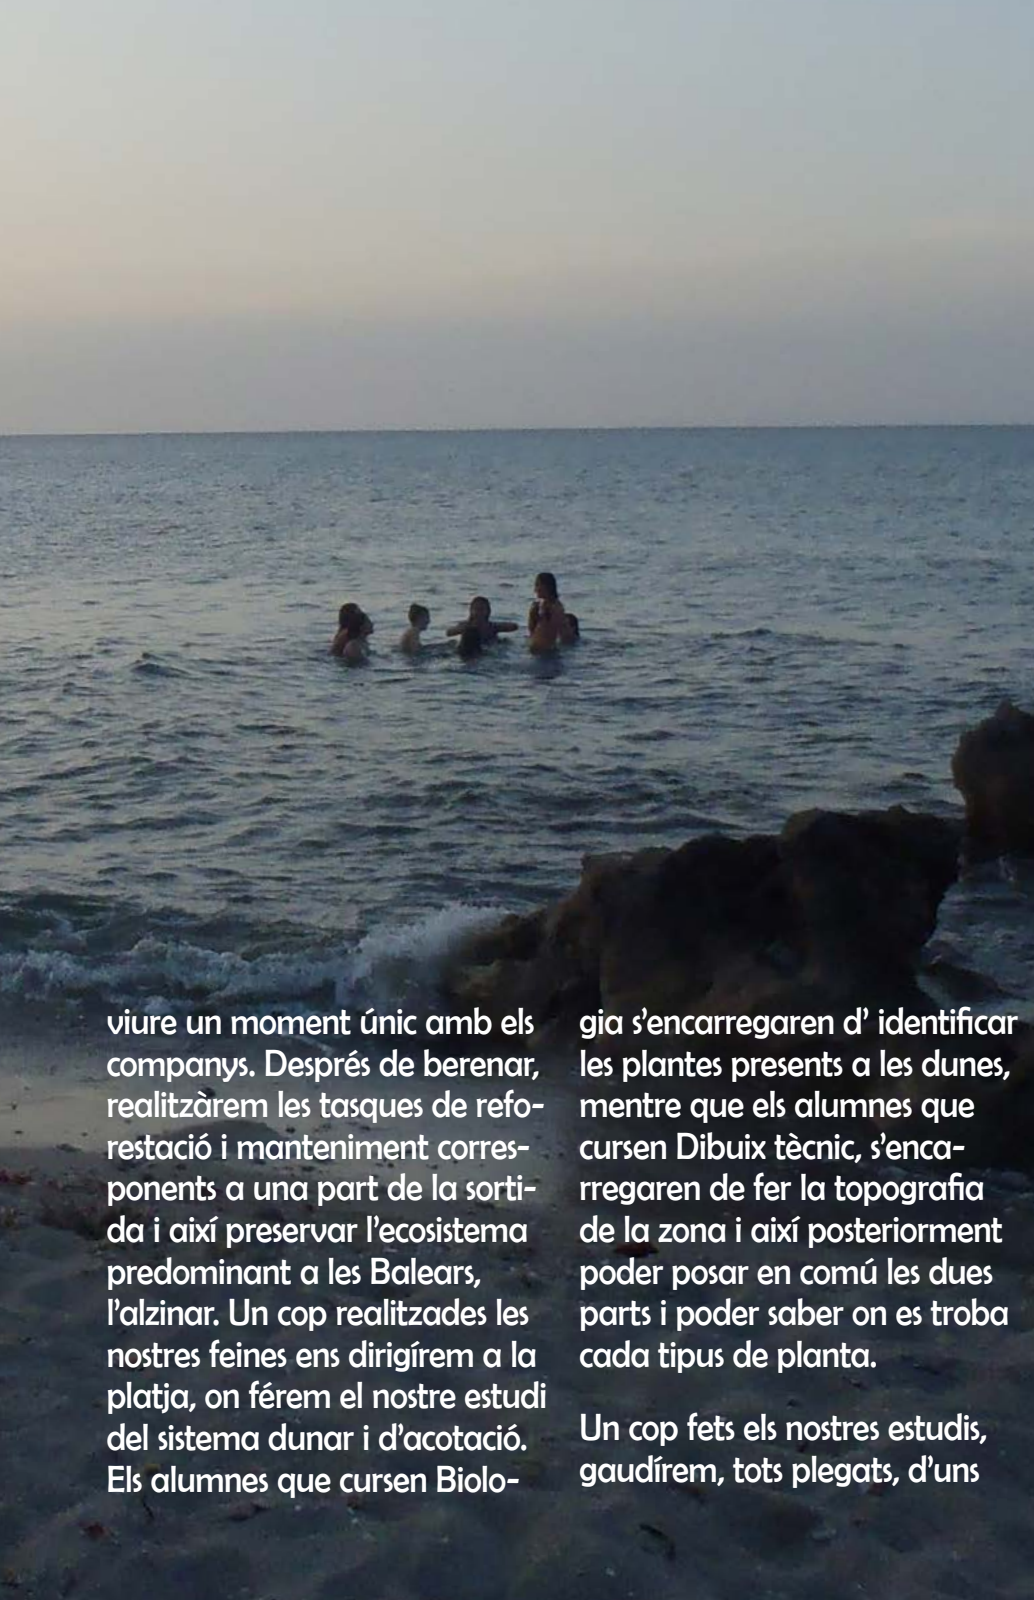 viure un moment únic amb els
companys. Després de berenar,
realitzàrem les tasques de refo-
restació i manteniment corres-
ponents a una part de la sorti-
da i així preservar l'ecosistema
predominant a les Balears,
l'alzinar. Un cop realitzades les
nostres feines ens dirigírem a la
platja, on férem el nostre estudi
del sistema dunar i d'acotació.
Els alumnes que cursen Biolo-
gia s'encarregaren d' identificar
les plantes presents a les dunes,
mentre que els alumnes que
cursen Dibuix tècnic, s'enca-
rregaren de fer la topografia
de la zona i així posteriorment
poder posar en comú les dues
parts i poder saber on es troba
cada tipus de planta.
Un cop fets els nostres estudis,
gaudírem, tots plegats, d'uns